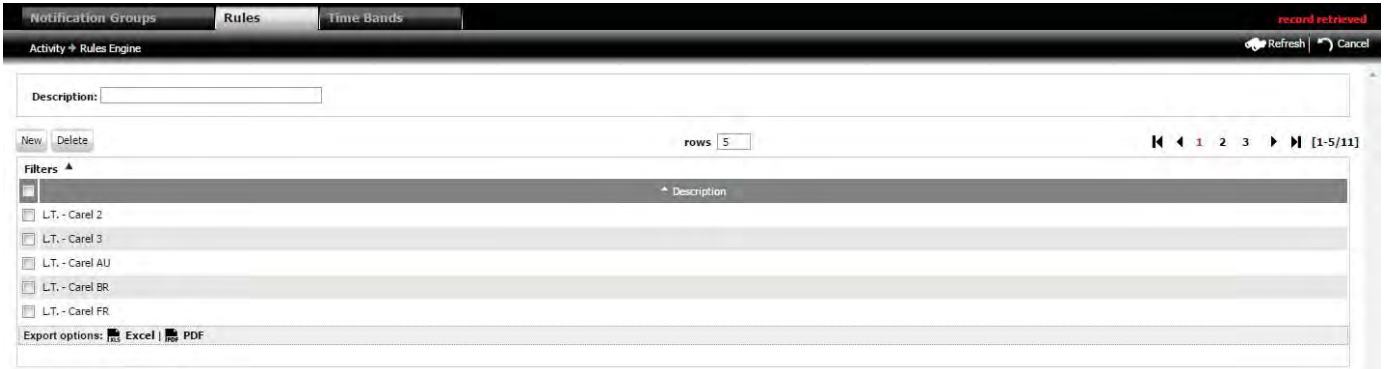 Notification Groups Rules Time Bands record retrieved
Activity → Rules Engine Refresh | Cancel
Description:
New Delete rows 5 1 2 3 [1-5/11]
Filters ▲
▲ Description
L.T. - Carel 2
L.T. - Carel 3
L.T. - Carel AU
L.T. - Carel BR
L.T. - Carel FR
Export options: XLS Excel | PDF PDF